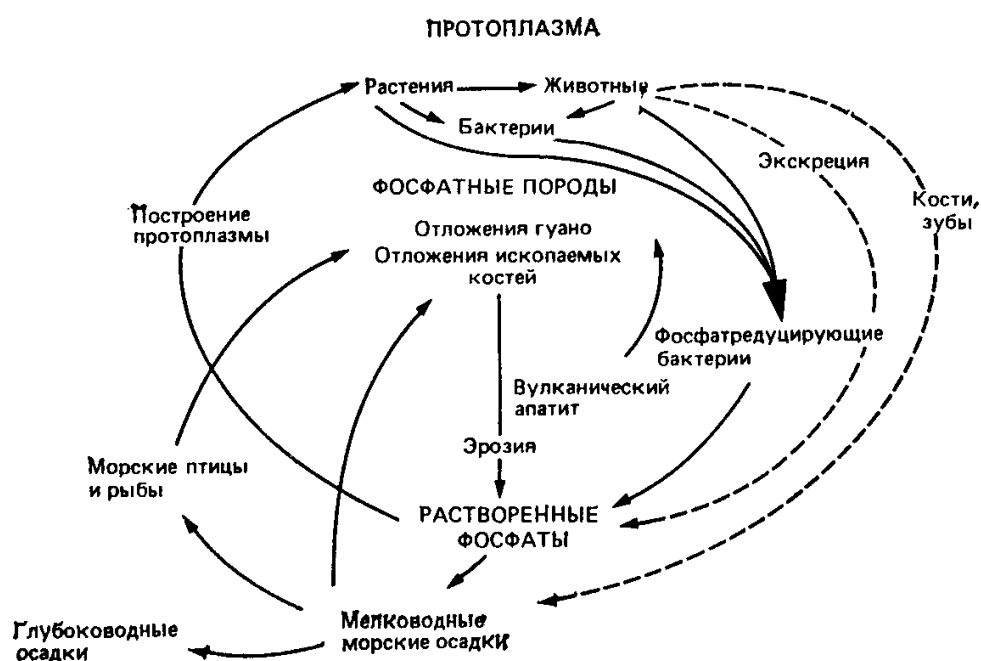 ПРОТОПЛАЗМА
Растения
Животные
Бактерии
Экскреция
ФОСФАТНЫЕ ПОРОДЫ
Кости,
зубы
Построение
протоплазмы
Отложения гуано
Отложения ископаемых
костей
Фосфатредуцирующие
бактерии
Вулканический
апатит
Эрозия
Морские птицы
и рыбы
РАСТВОРЕННЫЕ
ФОСФАТЫ
Мелководные
морские осадки
Глубоководные
осадки